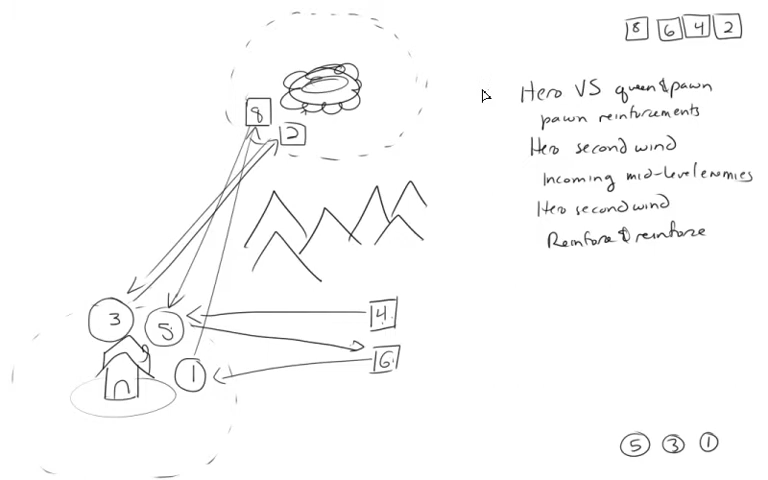 8 6 4 2
Hero VS queen & pawn
pawn reinforcements
Hero second wind
Incoming mid-level enemies
Hero second wind
Reinforce & reinforce
8
2
3
5
1
4
6
5 3 1